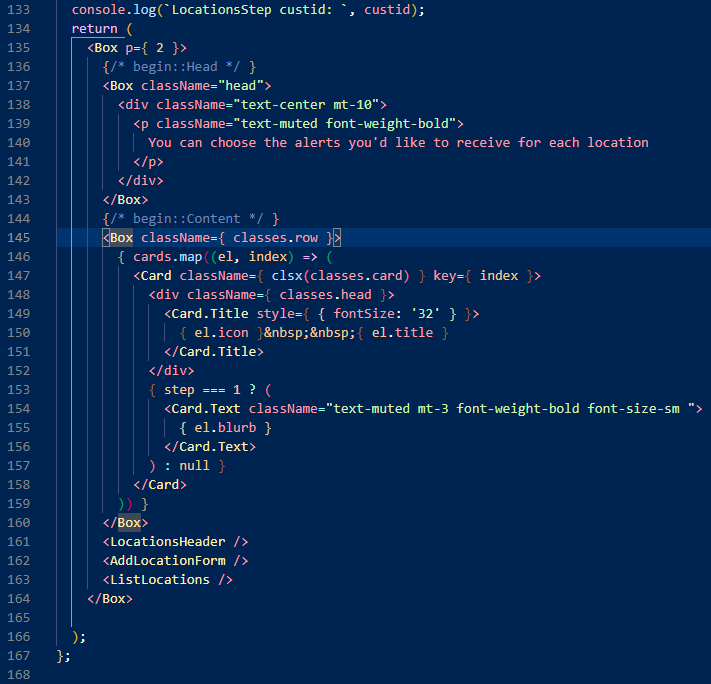 133 console.log(`LocationsStep custid: `, custid);
134 return (
135 <Box p={ 2 }>
136 {/* begin::Head */ }
137 <Box className="head">
138 <div className="text-center mt-10">
139 <p className="text-muted font-weight-bold">
140 You can choose the alerts you'd like to receive for each location
141 </p>
142 </div>
143 </Box>
144 {/* begin::Content */ }
145 <Box className={ classes.row }>
146 { cards.map((el, index) => (
147 <Card className={ clsx(classes.card) } key={ index }>
148 <div className={ classes.head }>
149 <Card.Title style={ { fontSize: '32' } }>
150 { el.icon }&nbsp;&nbsp;{ el.title }
151 </Card.Title>
152 </div>
153 { step === 1 ? (
154 <Card.Text className="text-muted mt-3 font-weight-bold font-size-sm ">
155 { el.blurb }
156 </Card.Text>
157 ) : null }
158 </Card>
159 )) }
160 </Box>
161 <LocationsHeader />
162 <AddLocationForm />
163 <ListLocations />
164 </Box>
165
166 );
167 };
168